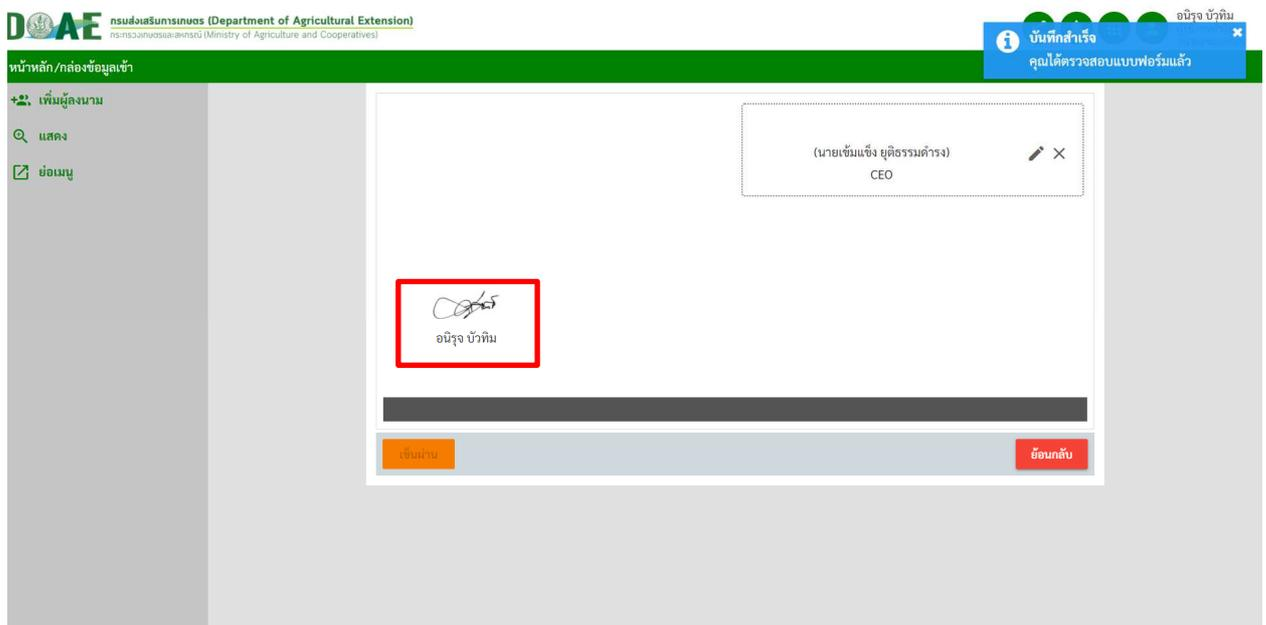 DOAE
กรมส่งเสริมการเกษตร (Department of Agricultural Extension)
กระทรวงเกษตรและสหกรณ์ (Ministry of Agriculture and Cooperatives)
อนิรุจ บัวทิม
บันทึกสำเร็จ
คุณได้ตรวจสอบแบบฟอร์มแล้ว
หน้าหลัก/กล่องข้อมูลเข้า
เพิ่มผู้ลงนาม
แสดง
ย่อเมนู
(นายเข้มแข็ง ยุติธรรมดำรง)
CEO
อนิรุจ บัวทิม
เซ็นผ่าน
ย้อนกลับ